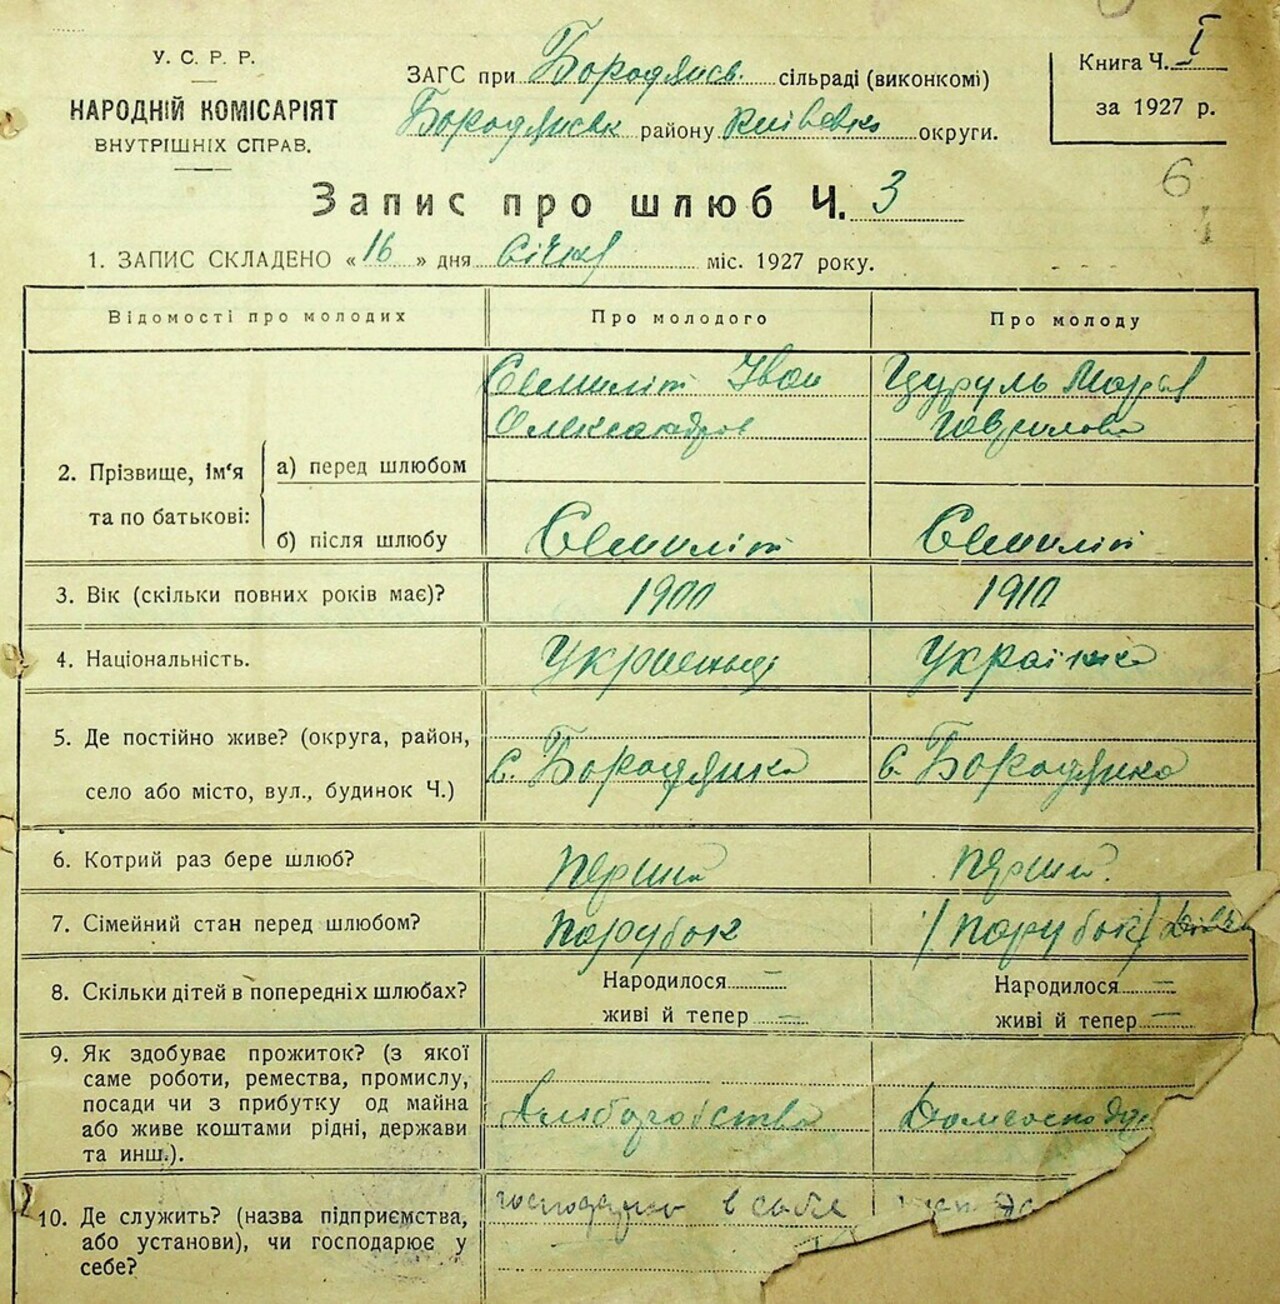 У. С. Р. Р.
НАРОДНІЙ КОМІСАРІЯТ
ВНУТРІШНІХ СПРАВ.
ЗАГС при Бородянсь. сільраді (виконкомі)
Бородянськ району Київсько округи.
Книга Ч. I
за 1927 р.
6
Запис про шлюб Ч. 3
1. ЗАПИС СКЛАДЕНО « 16 » дня Січня міс. 1927 року.
Відомості про молодих Про молодого Про молоду
2. Прізвище, ім‘я та по батькові:
а) перед шлюбом
Семиліт Іван
Олександров
Цуруль Марія
Гаврилова
б) після шлюбу Семиліт Семиліт
3. Вік (скільки повних років має)? 1900 1910
4. Національність. Українець Українка
5. Де постійно живе? (округа, район,
село або місто, вул., будинок Ч.)
с. Бородянка с. Бородянка
6. Котрий раз бере шлюб? перший перший.
7. Сімейний стан перед шлюбом? парубок (парубок)
8. Скільки дітей в попередніх шлюбах?
Народилося — Народилося —
живі й тепер — живі й тепер —
9. Як здобуває прожиток? (з якої
саме роботи, ремества, промислу,
посади чи з прибутку од майна
або живе коштами рідні, держави
та инш.).
Хліборобства Домгоспода
10. Де служить? (назва підприємства,
або установи), чи господарює у
себе?
господарює в себе